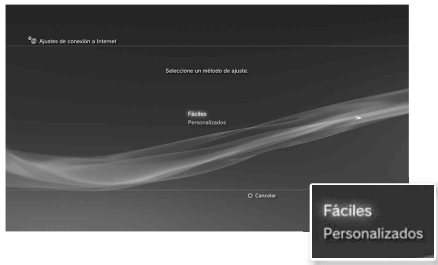 Ajustes de conexión a Internet
Seleccione un método de ajuste.
Fáciles
Personalizados
Cancelar
Fáciles
Personalizados